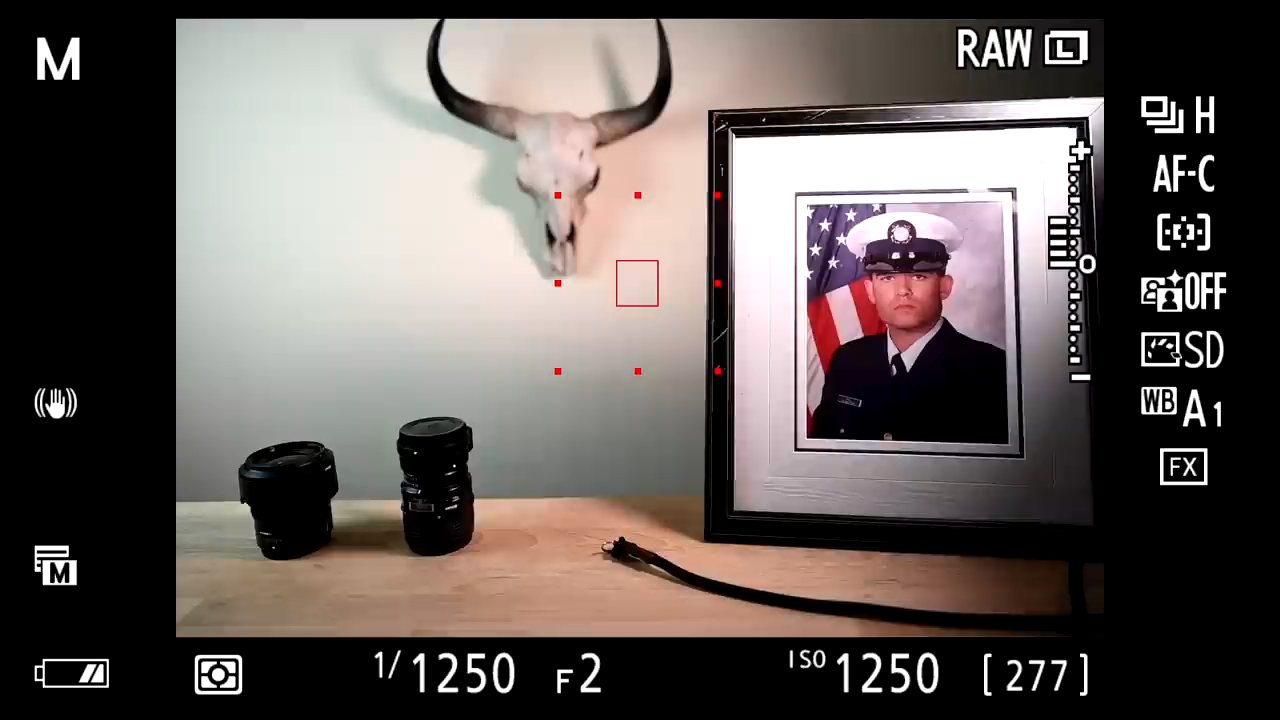 M
RAW L
H
AF-C
OFF
SD
WB A1
FX
M
1/1250 F2 ISO 1250 [277]